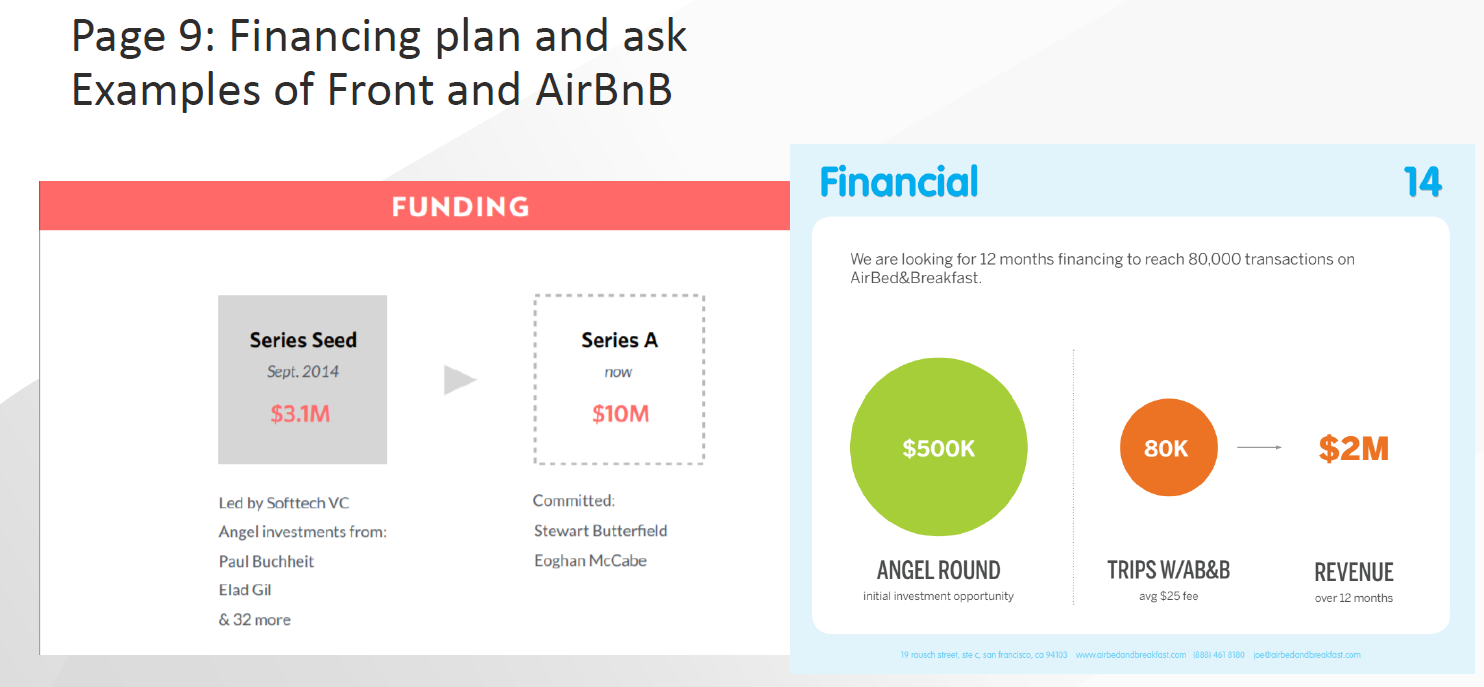 Page 9: Financing plan and ask
Examples of Front and AirBnB
FUNDING
Series Seed
Sept. 2014
$3.1M
Led by Softtech VC
Angel investments from:
Paul Buchheit
Elad Gil
& 32 more
Series A
now
$10M
Committed:
Stewart Butterfield
Eoghan McCabe
Financial
14
We are looking for 12 months financing to reach 80,000 transactions on
AirBed&Breakfast.
$500K
ANGEL ROUND
initial investment opportunity
80K
TRIPS W/AB&B
avg $25 fee
$2M
REVENUE
over 12 months
19 rausch street, ste c, san francisco, ca 94103 www.airbedandbreakfast.com (888) 461 8180 joe@airbedandbreakfast.com